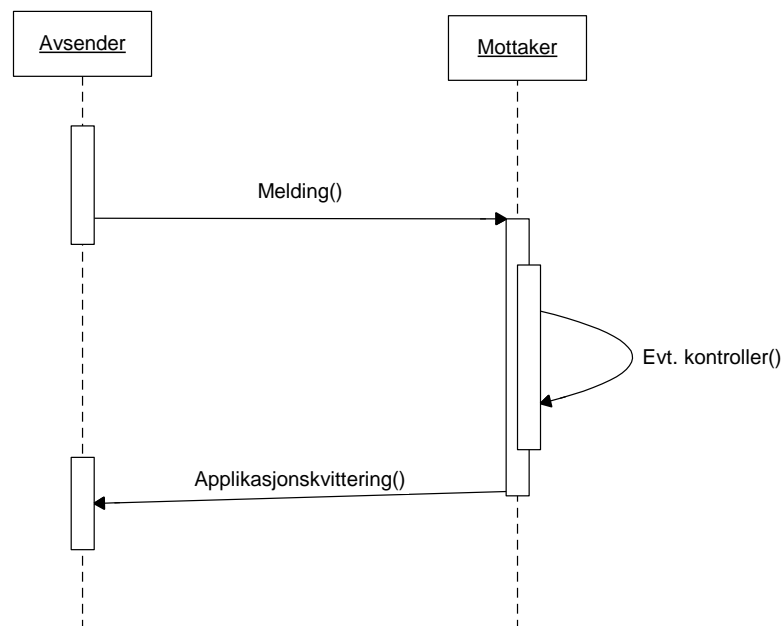 Avsender
Mottaker
Melding()
Evt. kontroller()
Applikasjonskvittering()